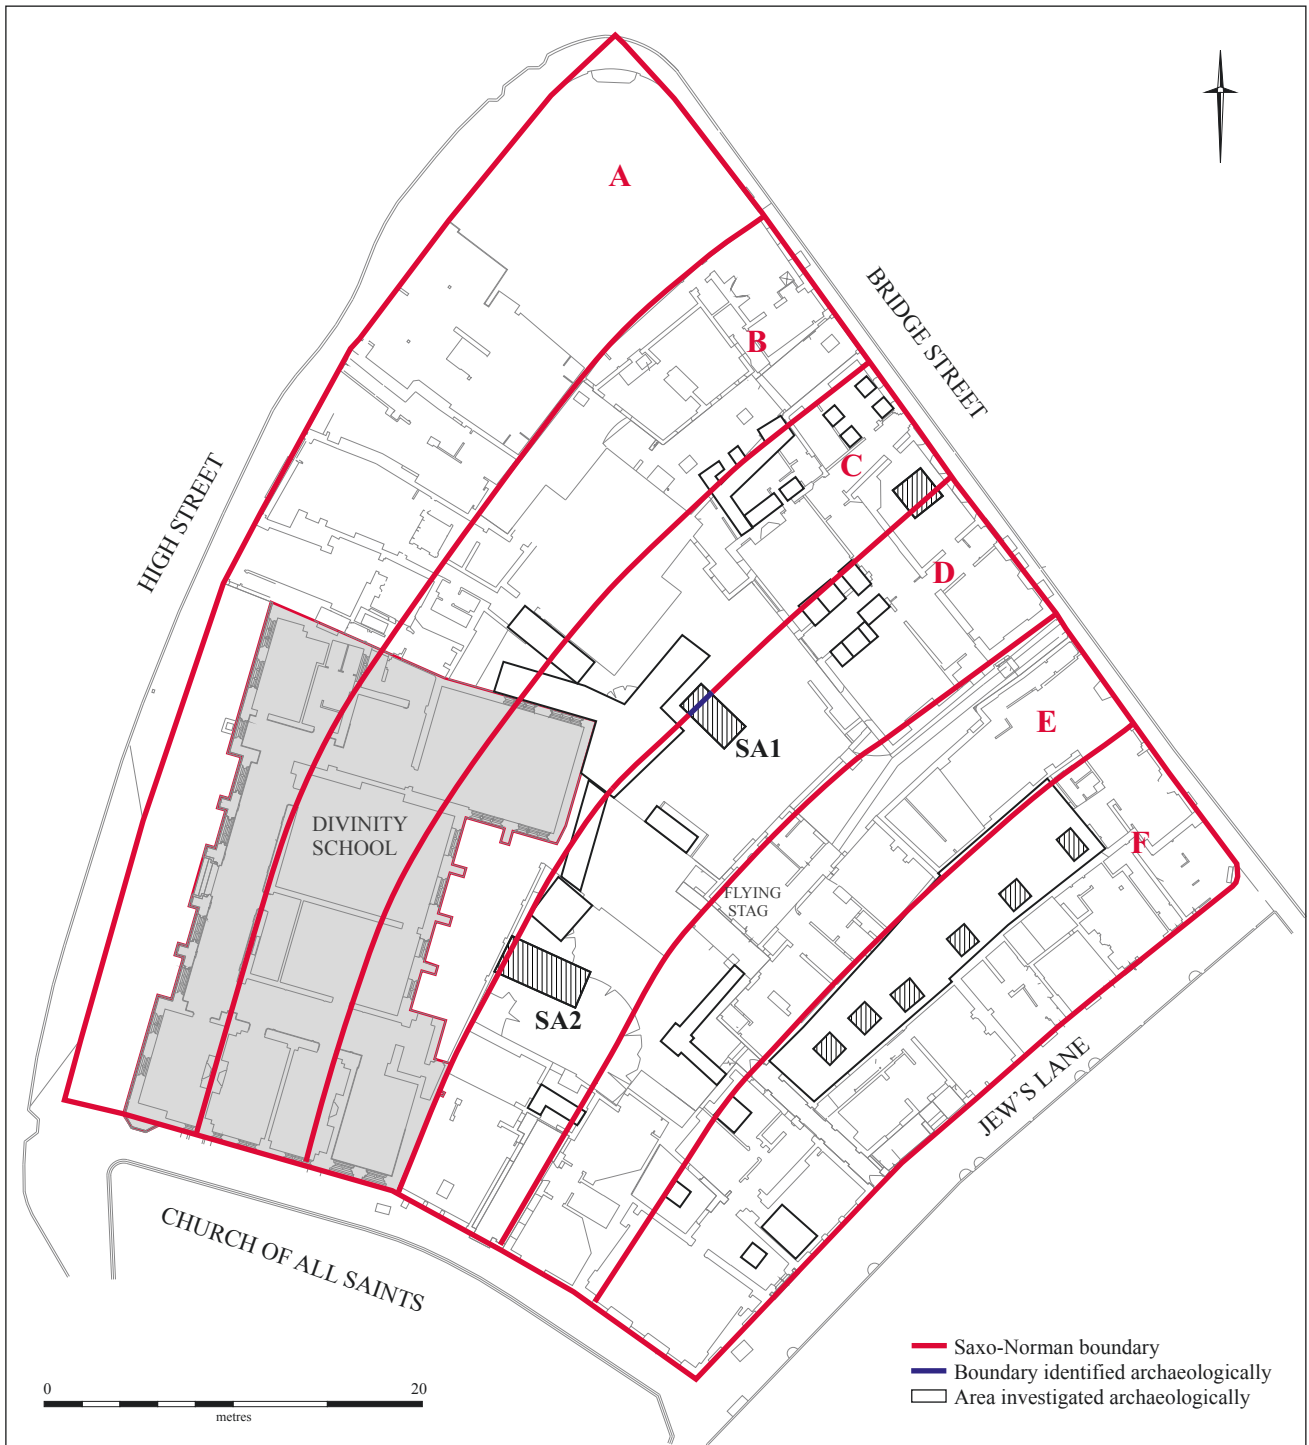 A
B
BRIDGE STREET
C
HIGH STREET
D
E
SA1
DIVINITY
SCHOOL
F
FLYING
STAG
SA2
JEW'S LANE
CHURCH OF ALL SAINTS
Saxo-Norman boundary
Boundary identified archaeologically
Area investigated archaeologically
0 20
metres